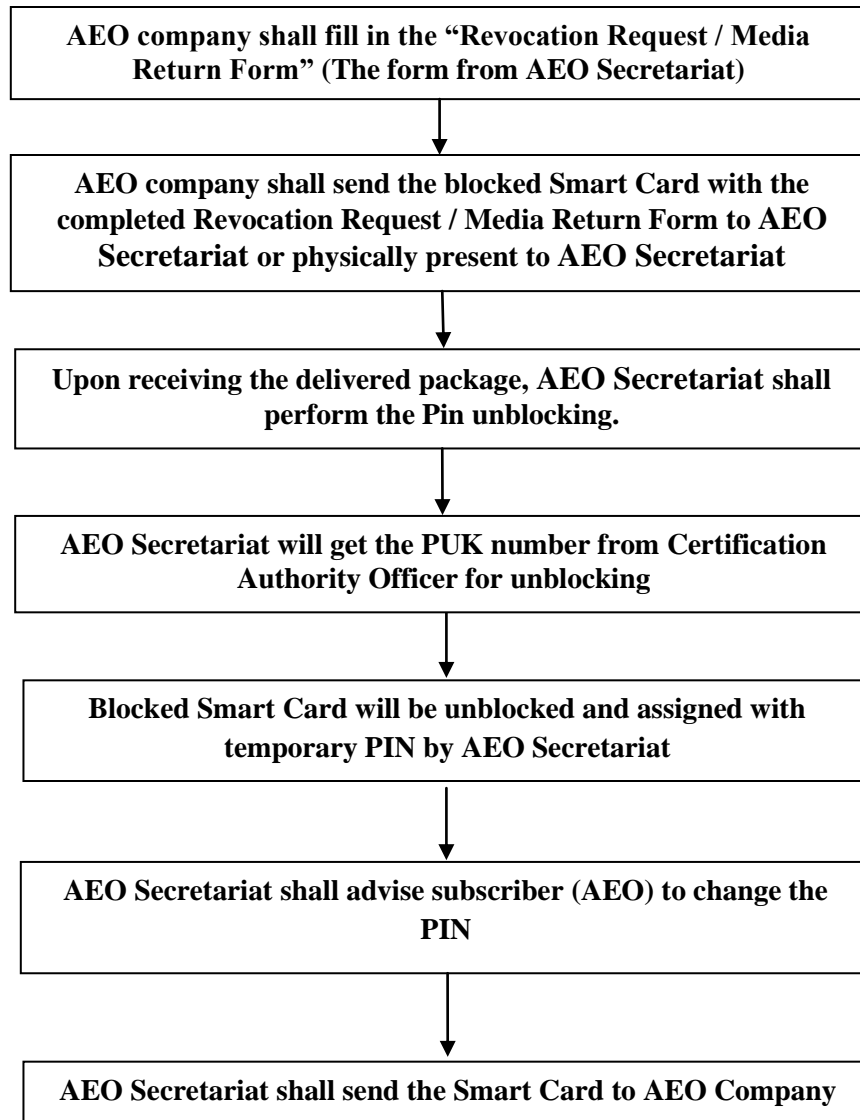 AEO company shall fill in the “Revocation Request / Media
Return Form” (The form from AEO Secretariat)
AEO company shall send the blocked Smart Card with the
completed Revocation Request / Media Return Form to AEO
Secretariat or physically present to AEO Secretariat
Upon receiving the delivered package, AEO Secretariat shall
perform the Pin unblocking.
AEO Secretariat will get the PUK number from Certification
Authority Officer for unblocking
Blocked Smart Card will be unblocked and assigned with
temporary PIN by AEO Secretariat
AEO Secretariat shall advise subscriber (AEO) to change the
PIN
AEO Secretariat shall send the Smart Card to AEO Company